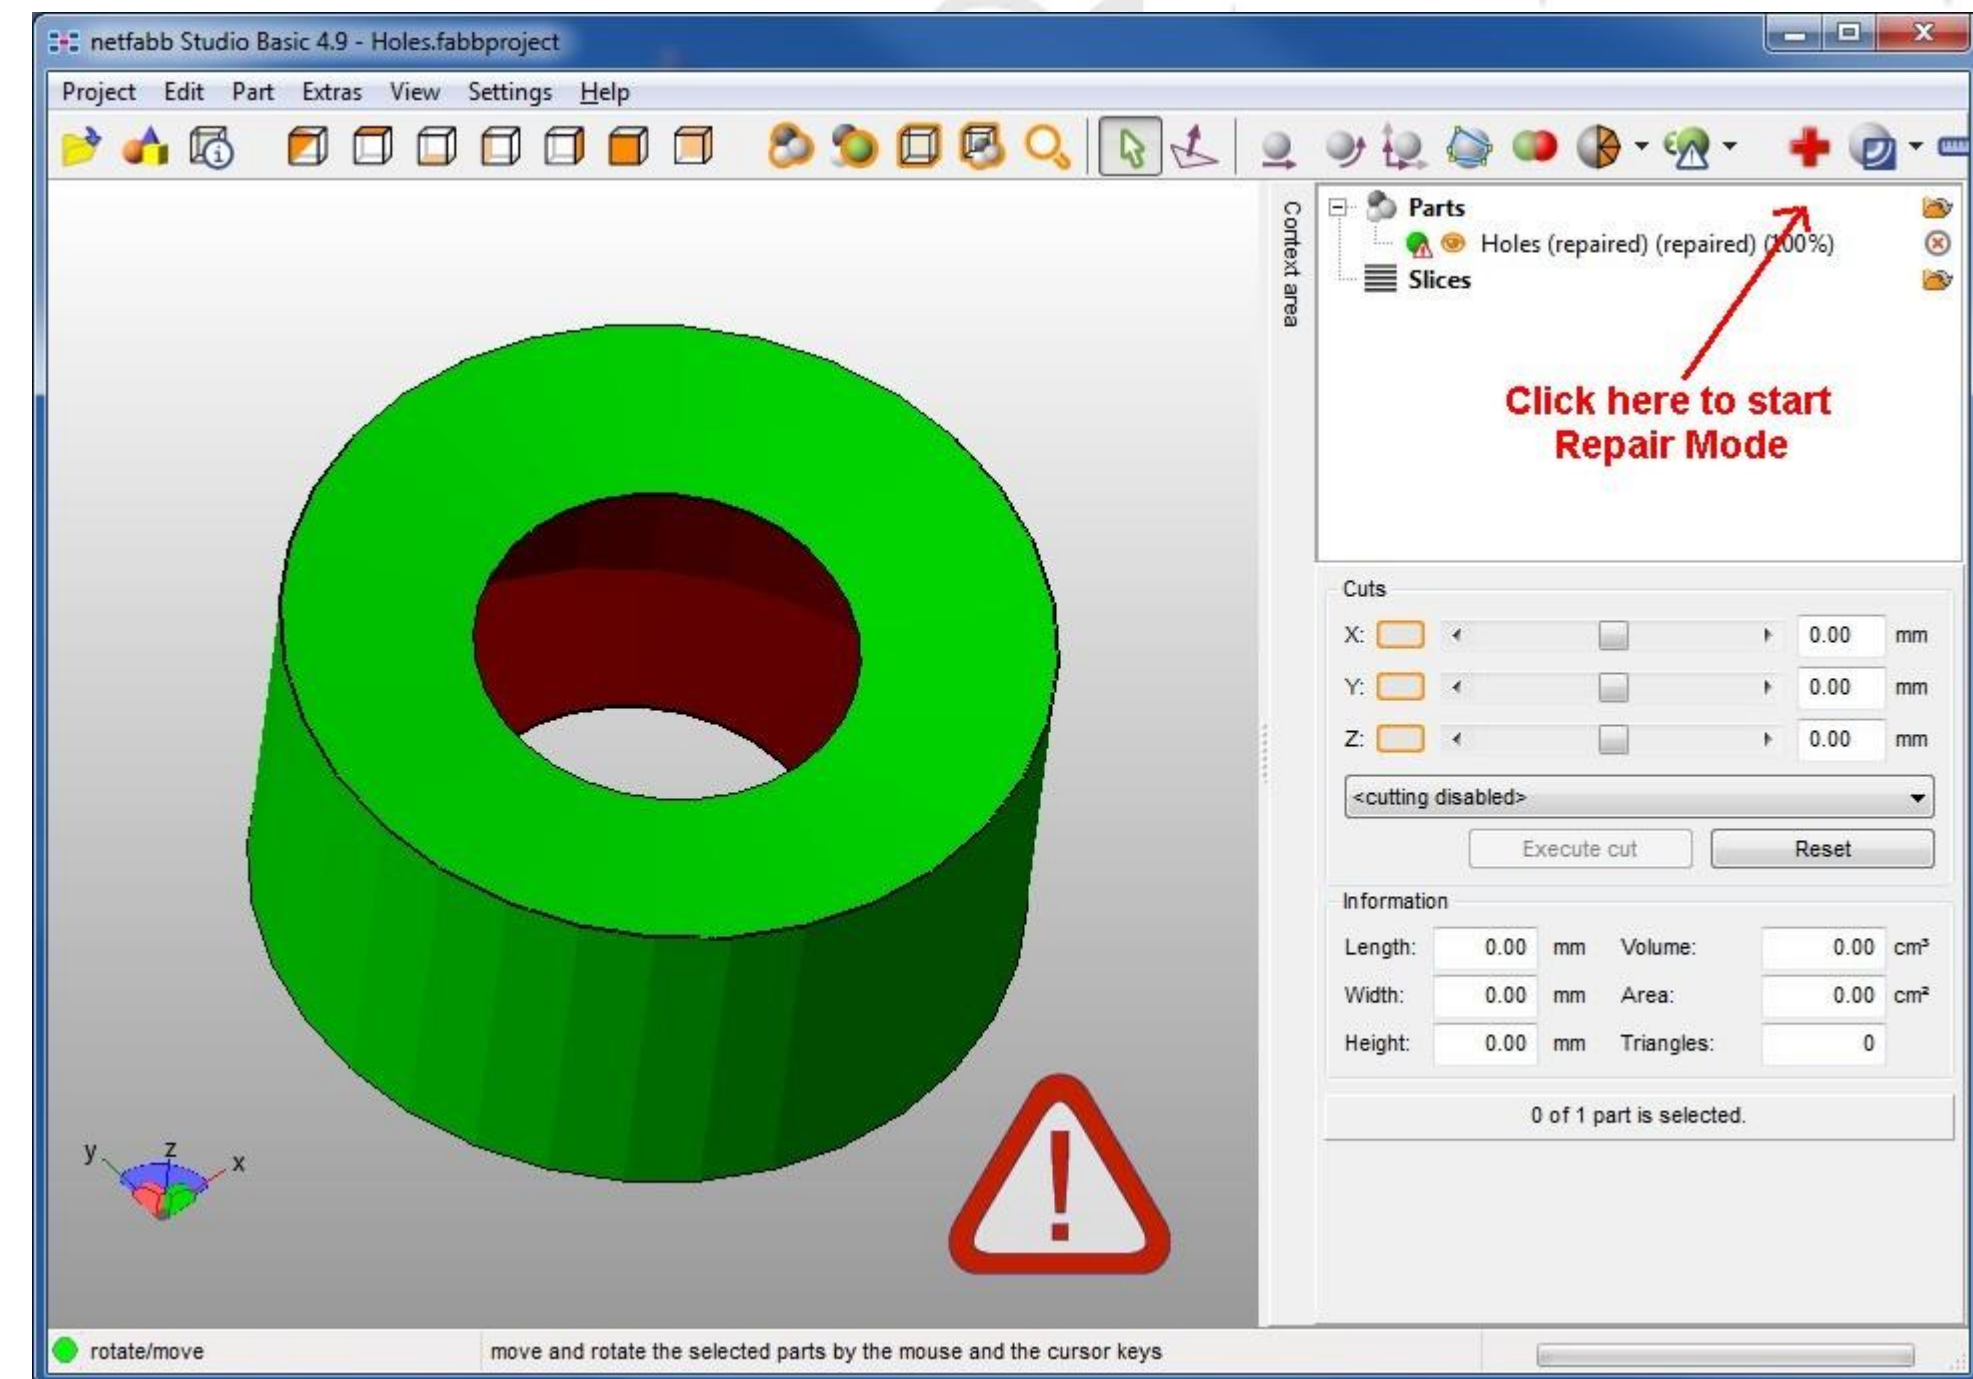 netfabb Studio Basic 4.9 - Holes.fabbproject
Project Edit Part Extras View Settings Help
Context area
Parts
Holes (repaired) (repaired) (100%)
Slices
Click here to start
Repair Mode
Cuts
X: 0.00 mm
Y: 0.00 mm
Z: 0.00 mm
<cutting disabled>
Execute cut Reset
Information
Length: 0.00 mm Volume: 0.00 cm³
Width: 0.00 mm Area: 0.00 cm²
Height: 0.00 mm Triangles: 0
0 of 1 part is selected.
y z x
rotate/move move and rotate the selected parts by the mouse and the cursor keys